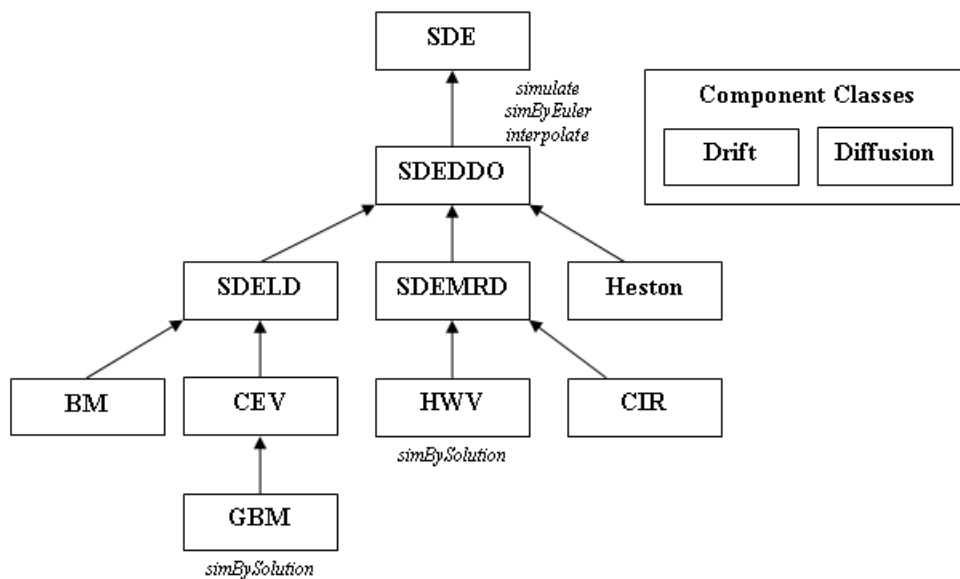 SDE
simulate
simByEuler
interpolate
Component Classes
Drift
Diffusion
SDEDDO
SDELD
SDEMRD
Heston
BM
CEV
HWV
CIR
simBySolution
GBM
simBySolution